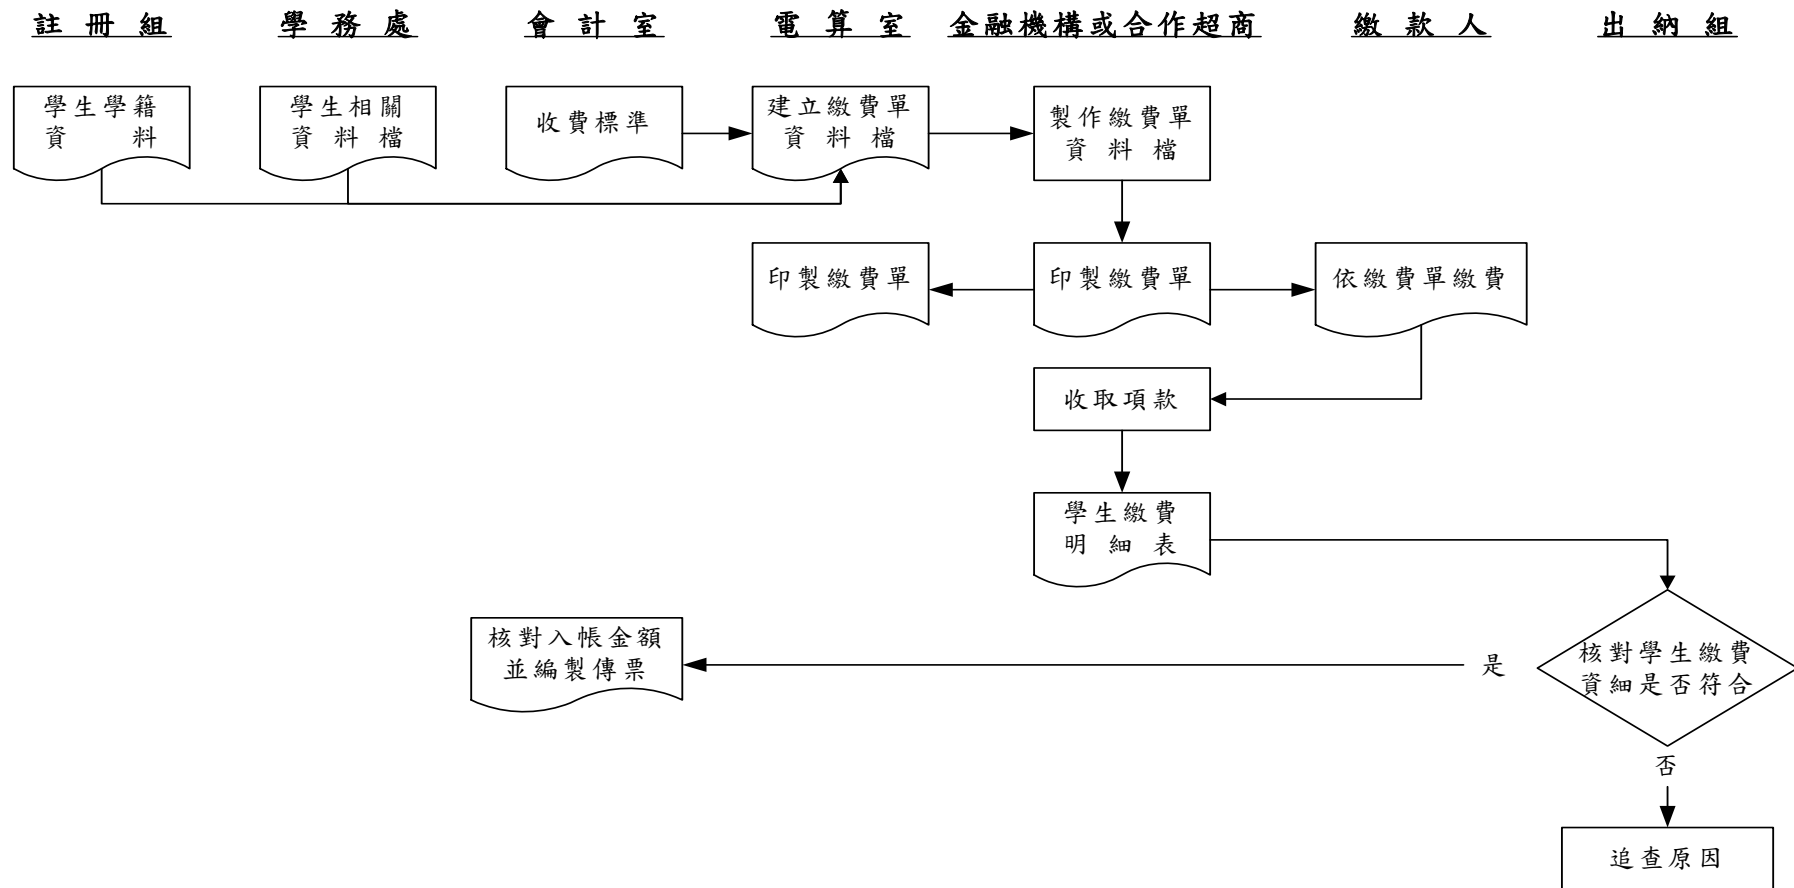 註冊組 學務處 會計室 電算室 金融機構或合作超商 繳款人 出納組
學生學籍
資料
學生相關
資料檔
收費標準
建立繳費單
資料檔
製作繳費單
資料檔
印製繳費單
印製繳費單
依繳費單繳費
收取項款
學生繳費
明細表
核對入帳金額
並編製傳票
是
核對學生繳費
資細是否符合
否
追查原因